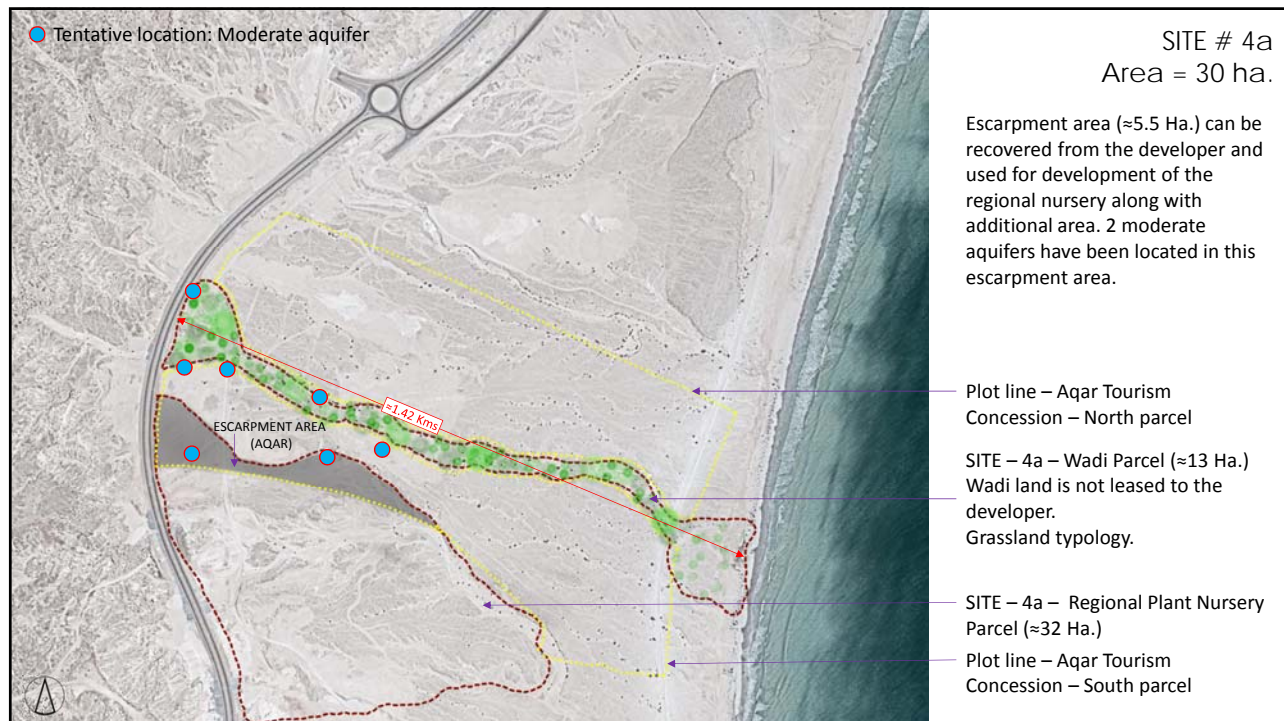 Tentative location: Moderate aquifer
SITE # 4a
Area = 30 ha.
Escarpment area (≈5.5 Ha.) can be
recovered from the developer and
used for development of the
regional nursery along with
additional area. 2 moderate
aquifers have been located in this
escarpment area.
≈1.42 Kms
ESCARPMENT AREA
(AQAR)
Plot line – Aqar Tourism
Concession – North parcel
SITE – 4a – Wadi Parcel (≈13 Ha.)
Wadi land is not leased to the
developer.
Grassland typology.
SITE – 4a – Regional Plant Nursery
Parcel (≈32 Ha.)
Plot line – Aqar Tourism
Concession – South parcel